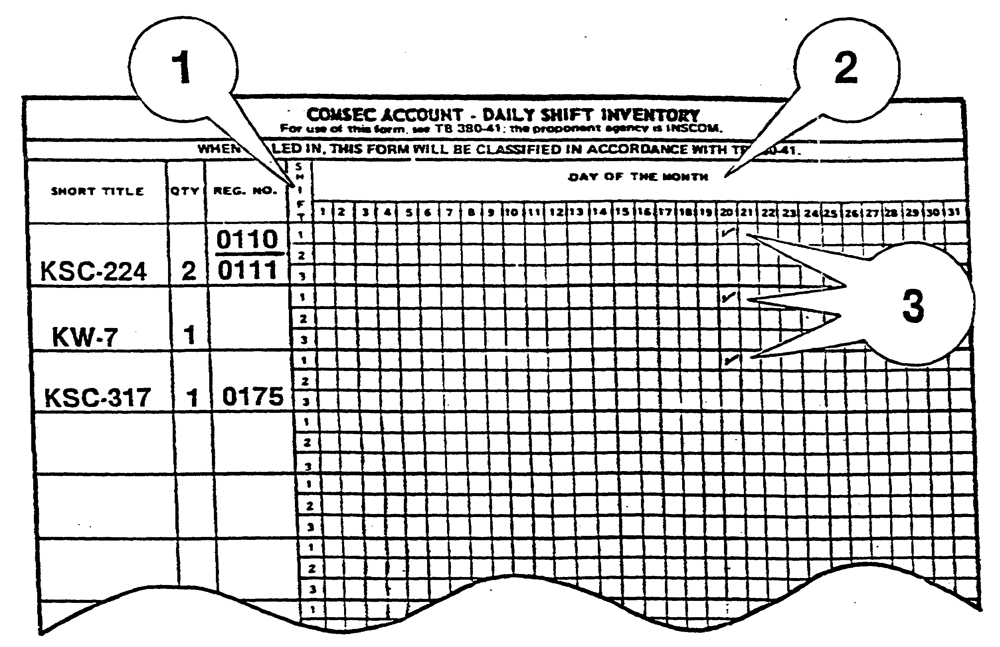 1
2
COMSEC ACCOUNT - DAILY SHIFT INVENTORY
For use of this form, see TB 380-41; the proponent agency is INSCOM.
WHEN LED IN, THIS FORM WILL BE CLASSIFIED IN ACCORDANCE WITH 0-41.
SHORT TITLE QTY REG. NO. SHIFT DAY OF THE MONTH
1 2 3 4 5 6 7 8 9 10 11 12 13 14 15 16 17 18 19 20 21 22 23 24 25 26 27 28 29 30 31
0110 1 ✓
2
KSC-224 2 0111 3
1 ✓
3
2
KW-7 1 3
1 ✓
2
KSC-317 1 0175 3
1
2
3
1
2
3
1
2
3
1